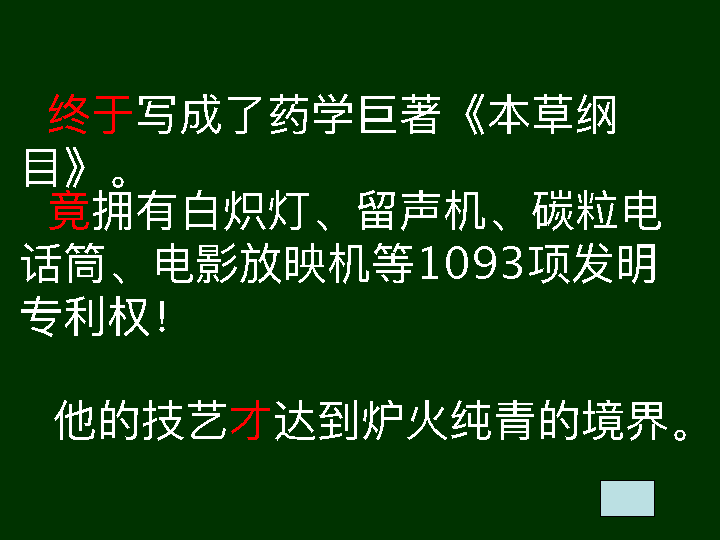 终于写成了药学巨著《本草纲
目》。
竟拥有白炽灯、留声机、碳粒电
话筒、电影放映机等1093项发明
专利权！
他的技艺才达到炉火纯青的境界。